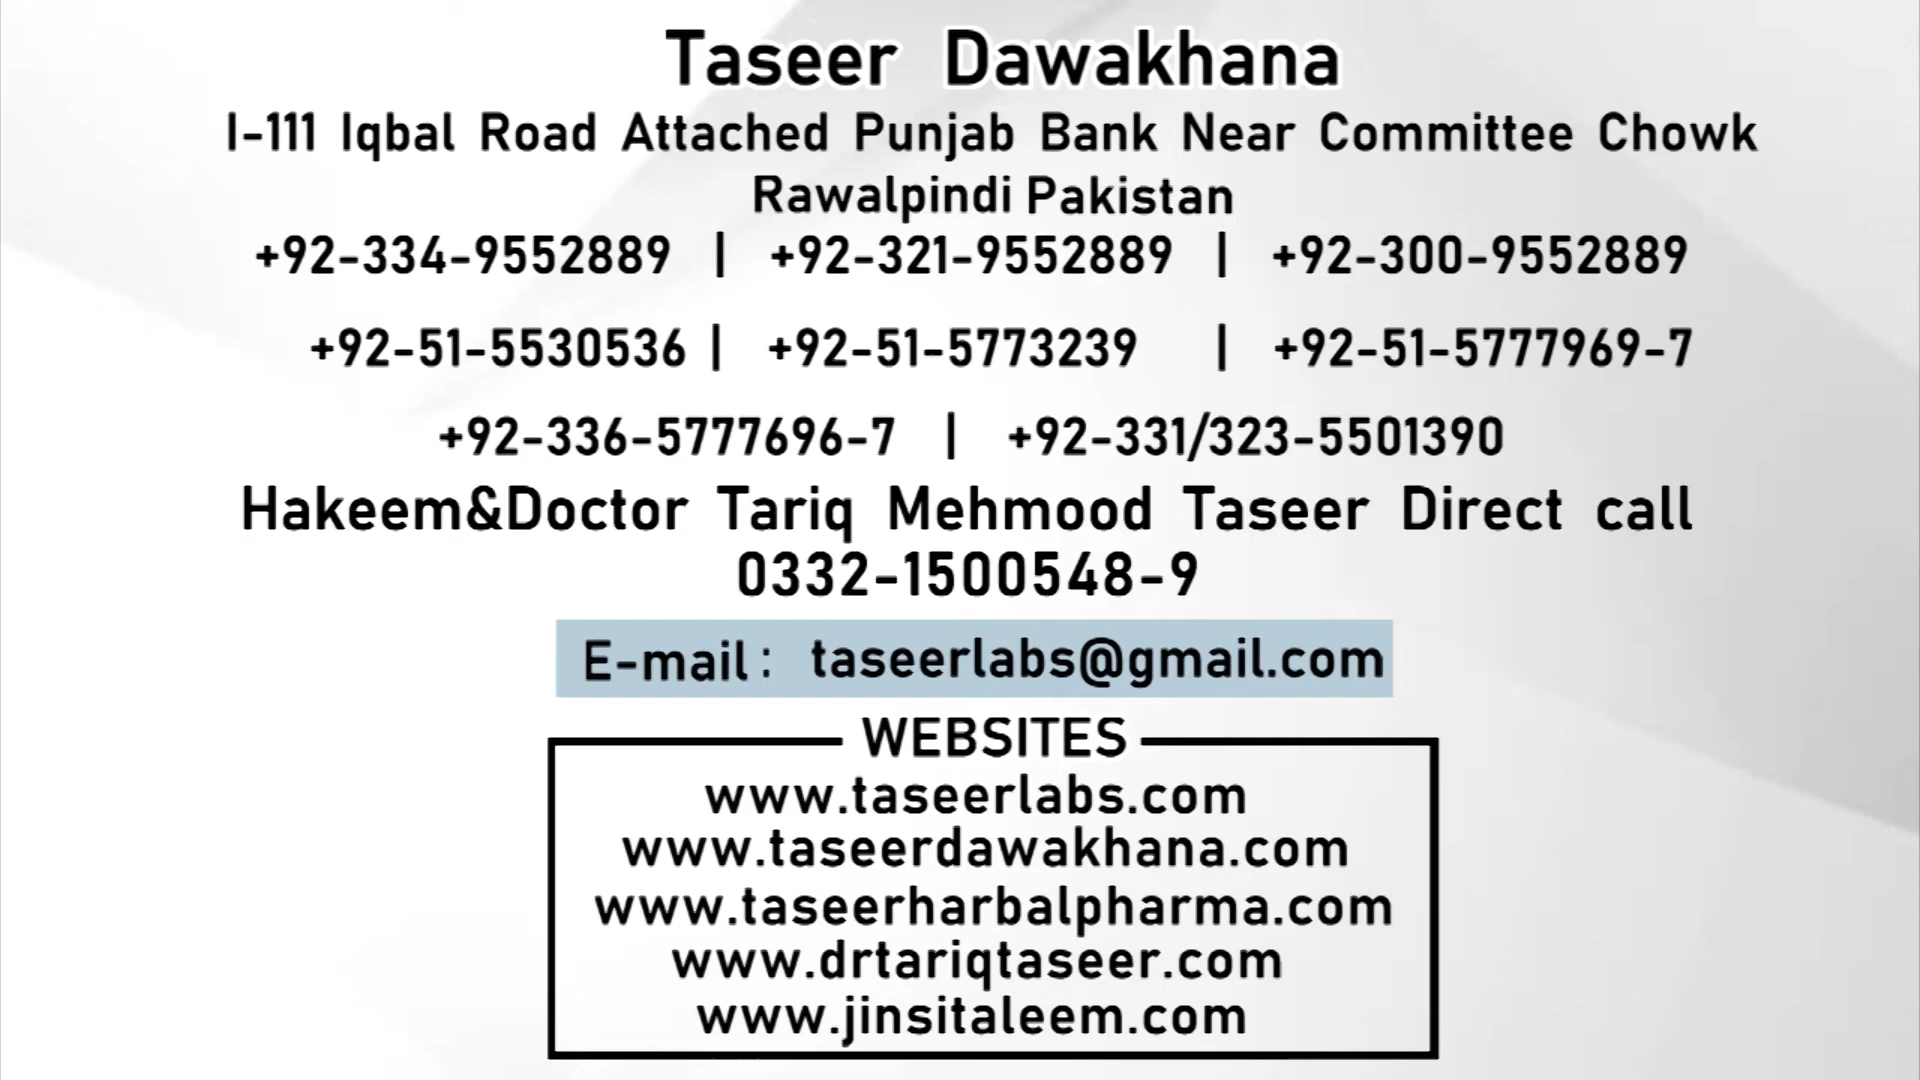 Taseer Dawakhana
I-111 Iqbal Road Attached Punjab Bank Near Committee Chowk
Rawalpindi Pakistan
+92-334-9552889 | +92-321-9552889 | +92-300-9552889
+92-51-5530536 | +92-51-5773239 | +92-51-5777969-7
+92-336-5777696-7 | +92-331/323-5501390
Hakeem&Doctor Tariq Mehmood Taseer Direct call
0332-1500548-9
E-mail : taseerlabs@gmail.com
WEBSITES
www.taseerlabs.com
www.taseerdawakhana.com
www.taseerharbalpharma.com
www.drtariqtaseer.com
www.jinsitaleem.com